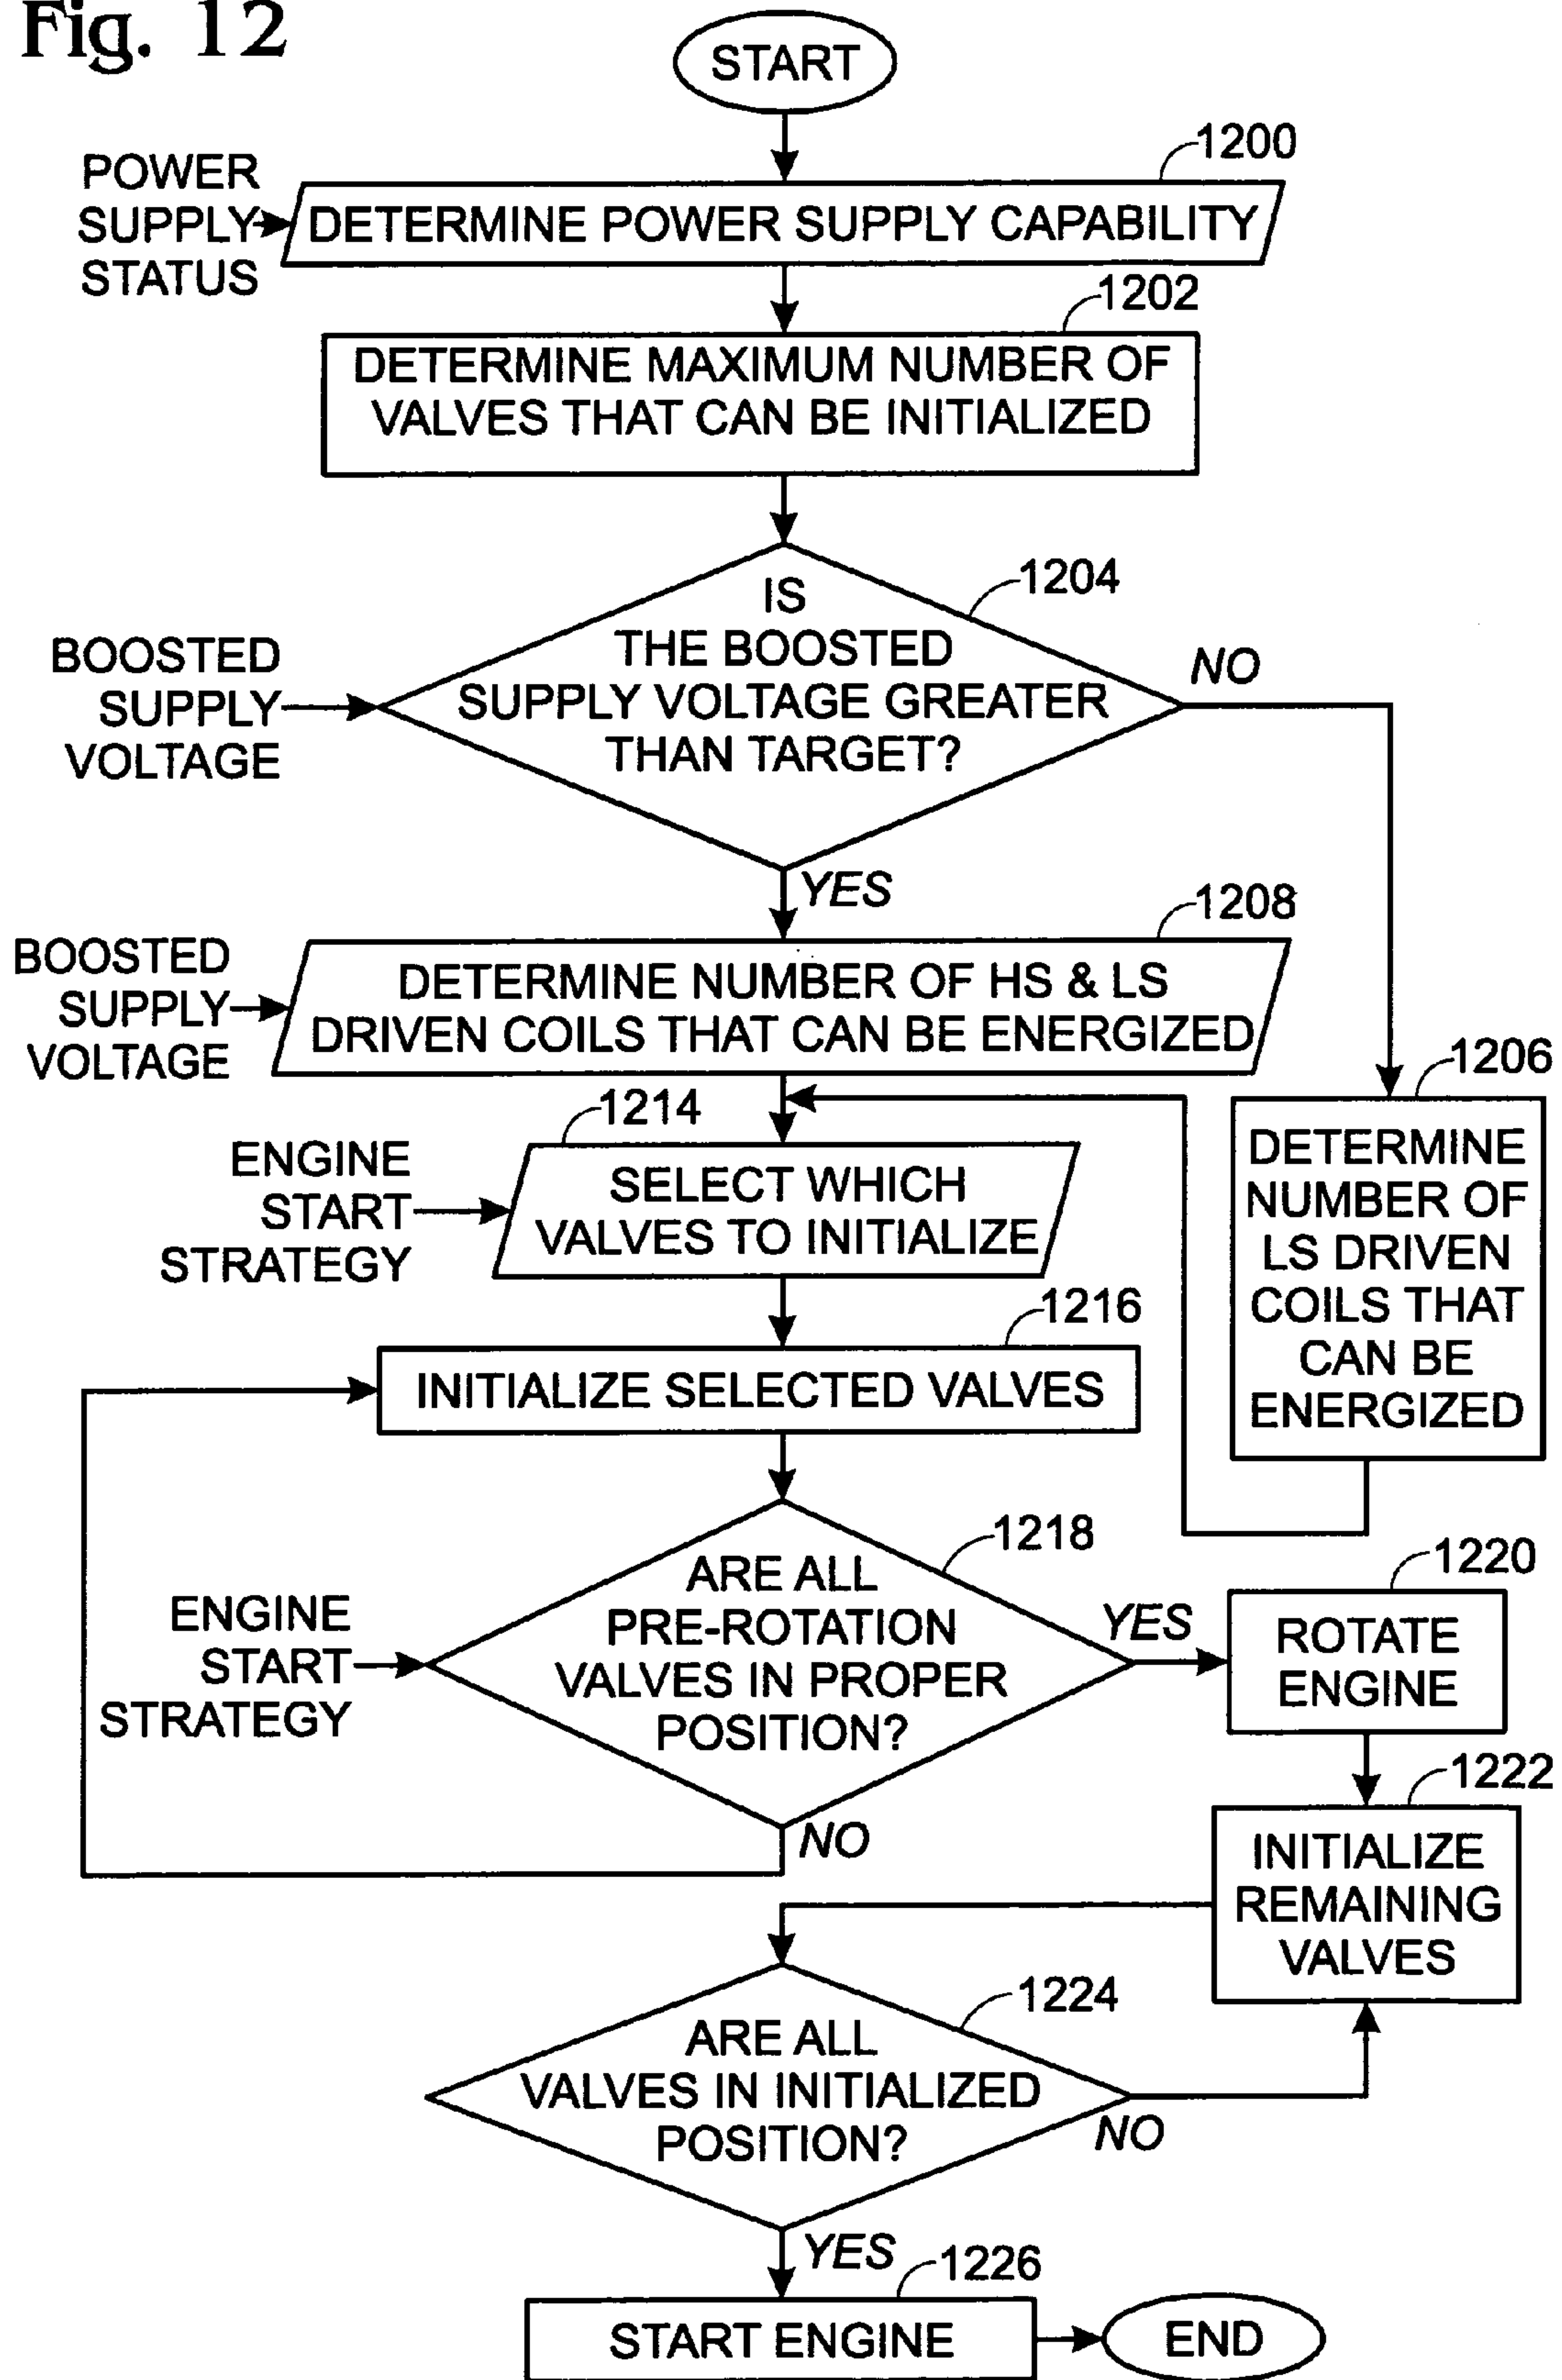 Fig. 12
START
1200
POWER
SUPPLY
STATUS
DETERMINE POWER SUPPLY CAPABILITY
1202
DETERMINE MAXIMUM NUMBER OF
VALVES THAT CAN BE INITIALIZED
1204
IS
THE BOOSTED
SUPPLY VOLTAGE GREATER
THAN TARGET?
BOOSTED
SUPPLY
VOLTAGE
NO
YES
1208
BOOSTED
SUPPLY
VOLTAGE
DETERMINE NUMBER OF HS & LS
DRIVEN COILS THAT CAN BE ENERGIZED
1206
DETERMINE
NUMBER OF
LS DRIVEN
COILS THAT
CAN BE
ENERGIZED
1214
ENGINE
START
STRATEGY
SELECT WHICH
VALVES TO INITIALIZE
1216
INITIALIZE SELECTED VALVES
1218
ENGINE
START
STRATEGY
ARE ALL
PRE-ROTATION
VALVES IN PROPER
POSITION?
YES
NO
1220
ROTATE
ENGINE
1222
INITIALIZE
REMAINING
VALVES
1224
ARE ALL
VALVES IN INITIALIZED
POSITION?
NO
YES
1226
START ENGINE
END